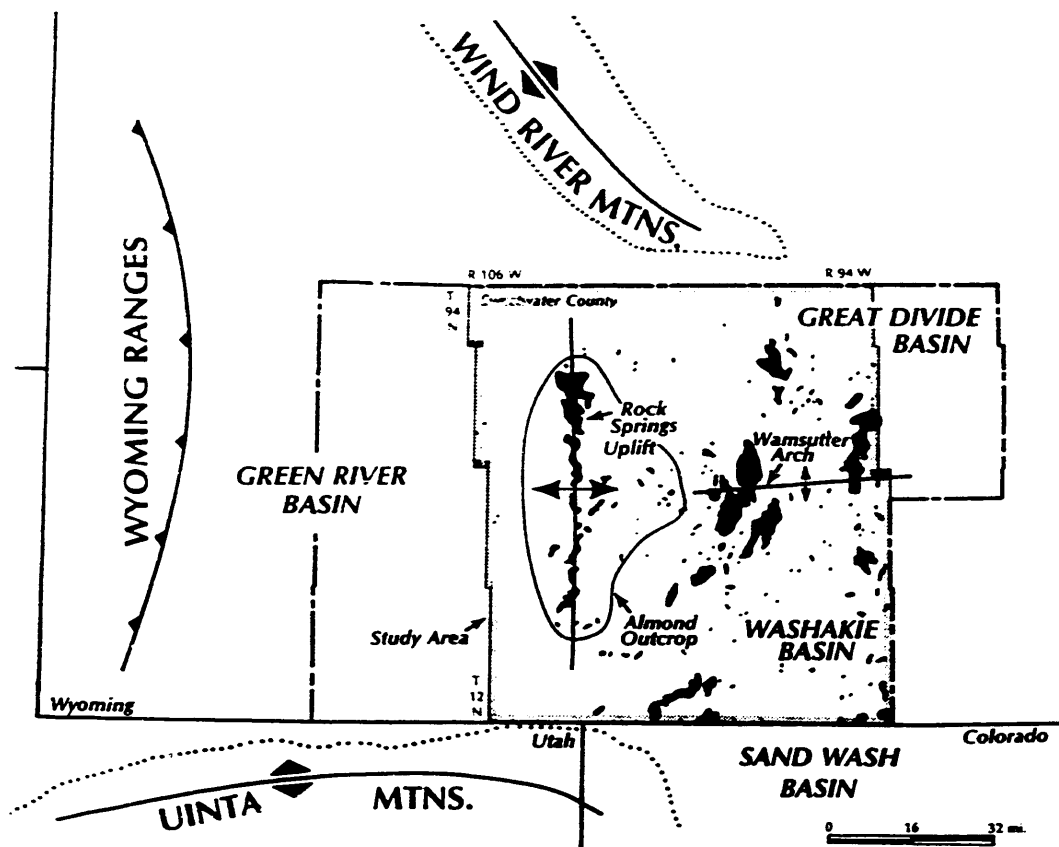 WIND RIVER MTNS.
WYOMING RANGES
R 106 W
R 94 W
T
94
N
Sweetwater County
GREAT DIVIDE
BASIN
Rock
Springs
Uplift
Wamsutter
Arch
GREEN RIVER
BASIN
Almond
Outcrop
Study Area
WASHAKIE
BASIN
T
12
N
Wyoming
Utah
Colorado
SAND WASH
BASIN
UINTA MTNS.
0 16 32 mi.